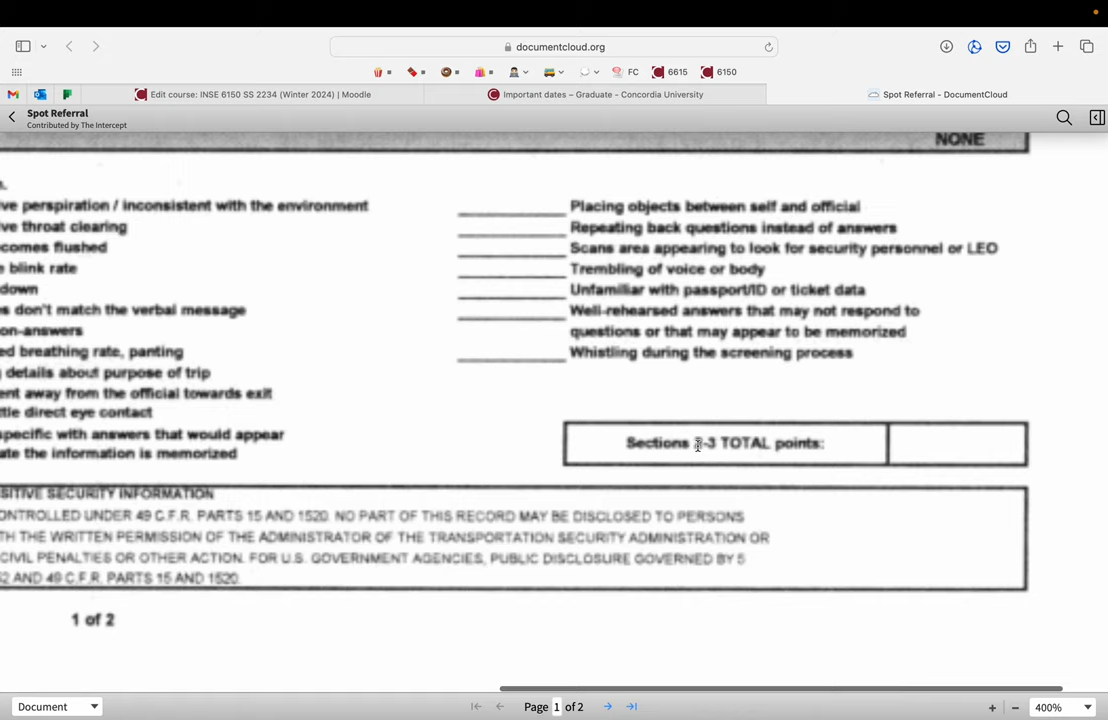 documentcloud.org
FC
6615
6150
Edit course: INSE 6150 SS 2234 (Winter 2024) | Moodle
Important dates – Graduate - Concordia University
Spot Referral - DocumentCloud
Spot Referral
Contributed by The Intercept
NONE
ve perspiration / inconsistent with the environment
ve throat clearing
comes flushed
blink rate
down
es don't match the verbal message
on-answers
ed breathing rate, panting
details about purpose of trip
ent away from the official towards exit
ttle direct eye contact
specific with answers that would appear
ate the information is memorized
Placing objects between self and official
Repeating back questions instead of answers
Scans area appearing to look for security personnel or LEO
Trembling of voice or body
Unfamiliar with passport/ID or ticket data
Well-rehearsed answers that may not respond to
questions or that may appear to be memorized
Whistling during the screening process
Sections -3 TOTAL points:
SITIVE SECURITY INFORMATION
ONTROLLED UNDER 49 C.F.R. PARTS 15 AND 1520. NO PART OF THIS RECORD MAY BE DISCLOSED TO PERSONS
TH THE WRITTEN PERMISSION OF THE ADMINISTRATOR OF THE TRANSPORTATION SECURITY ADMINISTRATION OR
CIVIL PENALTIES OR OTHER ACTION. FOR U.S. GOVERNMENT AGENCIES, PUBLIC DISCLOSURE GOVERNED BY 5
52 AND 49 C.F.R. PARTS 15 AND 1520.
1 of 2
Document
Page 1 of 2
400%